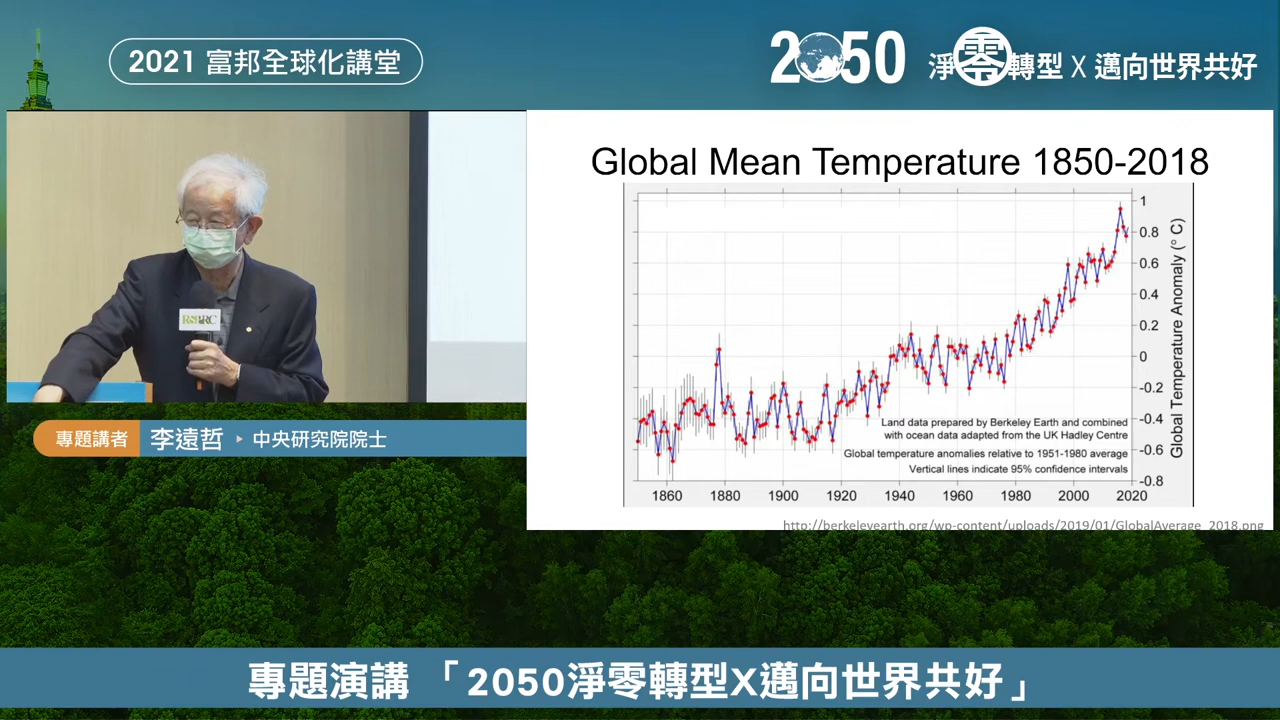 2021 富邦全球化講堂
2050 淨零轉型 X 邁向世界共好
Global Mean Temperature 1850-2018
1
0.8
0.6
0.4
0.2
0
-0.2
-0.4
-0.6
-0.8
Global Temperature Anomaly (° C)
Land data prepared by Berkeley Earth and combined
with ocean data adapted from the UK Hadley Centre
Global temperature anomalies relative to 1951-1980 average
Vertical lines indicate 95% confidence intervals
1860 1880 1900 1920 1940 1960 1980 2000 2020
http://berkeleyearth.org/wp-content/uploads/2019/01/GlobalAverage_2018.png
專題講者 李遠哲 ▸ 中央研究院院士
專題演講 「2050淨零轉型X邁向世界共好」